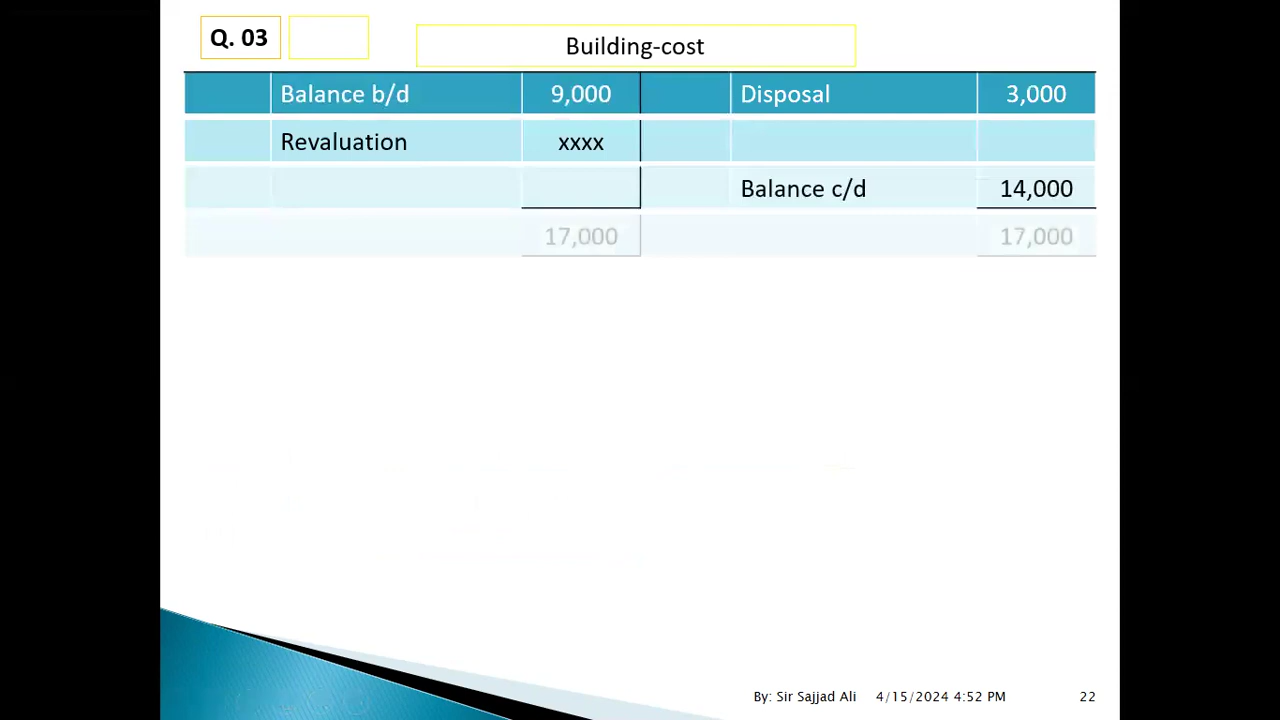 Q. 03
Building-cost
Balance b/d 9,000 Disposal 3,000
Revaluation xxxx
Balance c/d 14,000
17,000 17,000
By: Sir Sajjad Ali 4/15/2024 4:52 PM 22